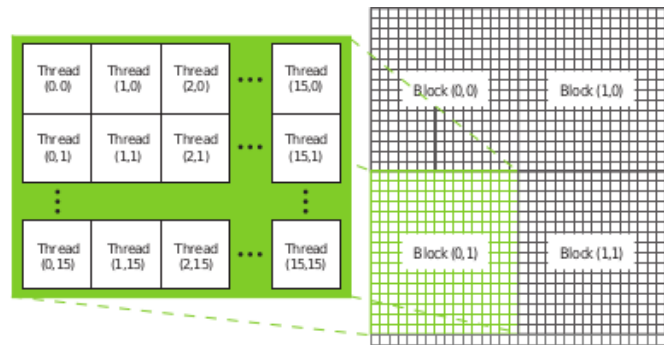 Thread
(0.0)
Thread
(1,0)
Thread
(2,0)
Thread
(15,0)
Thread
(0,1)
Thread
(1,1)
Thread
(2,1)
Thread
(15,1)
Thread
(0,15)
Thread
(1,15)
Thread
(2,15)
Thread
(15,15)
Block (0,0)
Block (1,0)
Block (0,1)
Block (1,1)